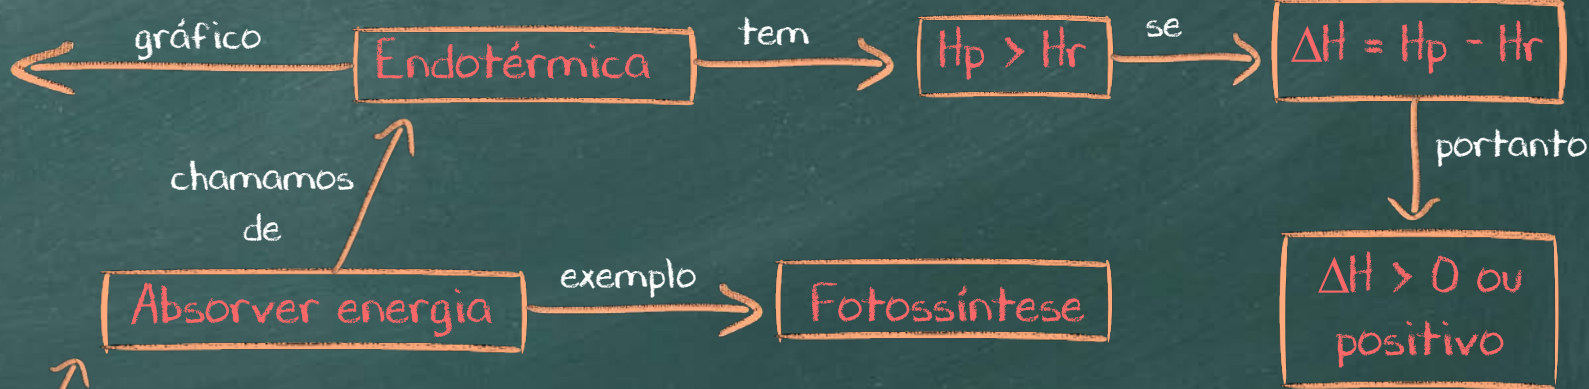 gráfico
Endotérmica
tem
Hp > Hr
se
ΔH = Hp - Hr
portanto
chamamos
de
Absorver energia
exemplo
Fotossíntese
ΔH > 0 ou
positivo